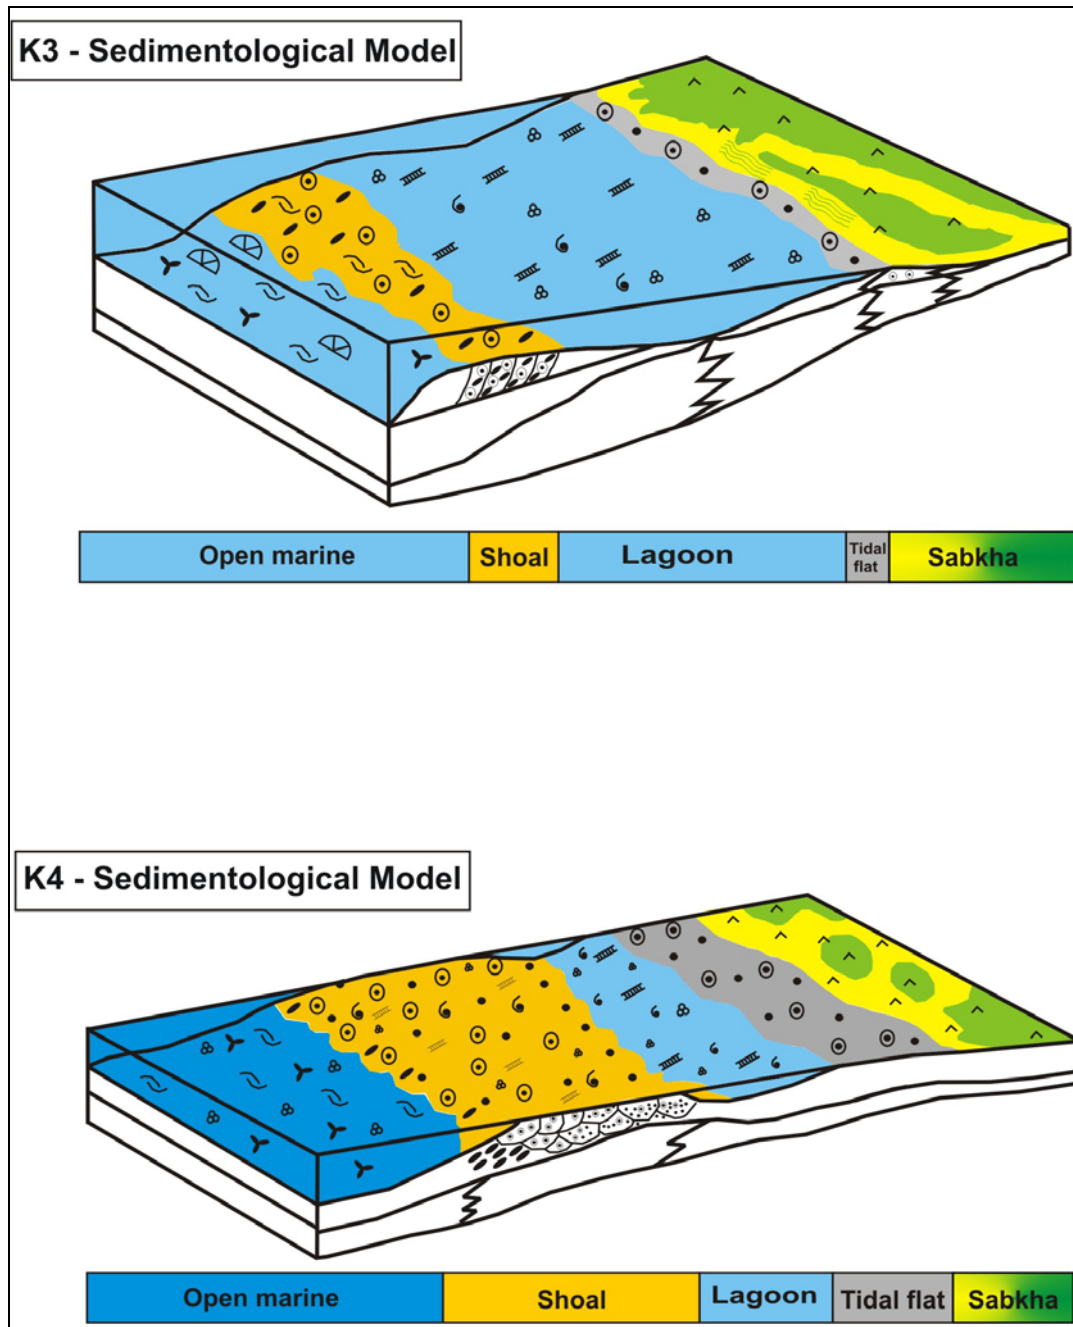 K3 - Sedimentological Model
Open marine
Shoal
Lagoon
Tidal
flat
Sabkha
K4 - Sedimentological Model
Open marine
Shoal
Lagoon
Tidal flat
Sabkha